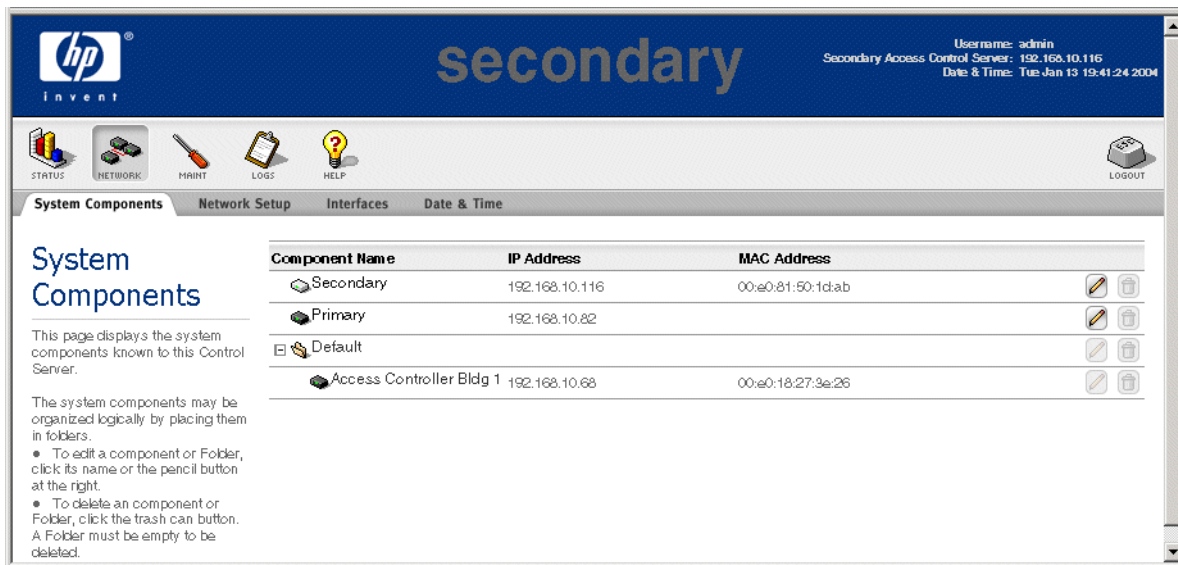 hp
®
invent
secondary
Username: admin
Secondary Access Control Server: 192.168.10.116
Date & Time: Tue Jan 13 19:41:24 2004
STATUS
NETWORK
MAINT
LOGS
HELP
LOGOUT
System Components
Network Setup
Interfaces
Date & Time
System
Components
This page displays the system
components known to this Control
Server.
The system components may be
organized logically by placing them
in folders.
• To edit a component or Folder,
click its name or the pencil button
at the right.
• To delete an component or
Folder, click the trash can button.
A Folder must be empty to be
deleted.
Component Name IP Address MAC Address
Secondary 192.168.10.116 00:e0:81:50:1d:ab
Primary 192.168.10.82
Default
Access Controller Bldg 1 192.168.10.68 00:e0:18:27:3e:26